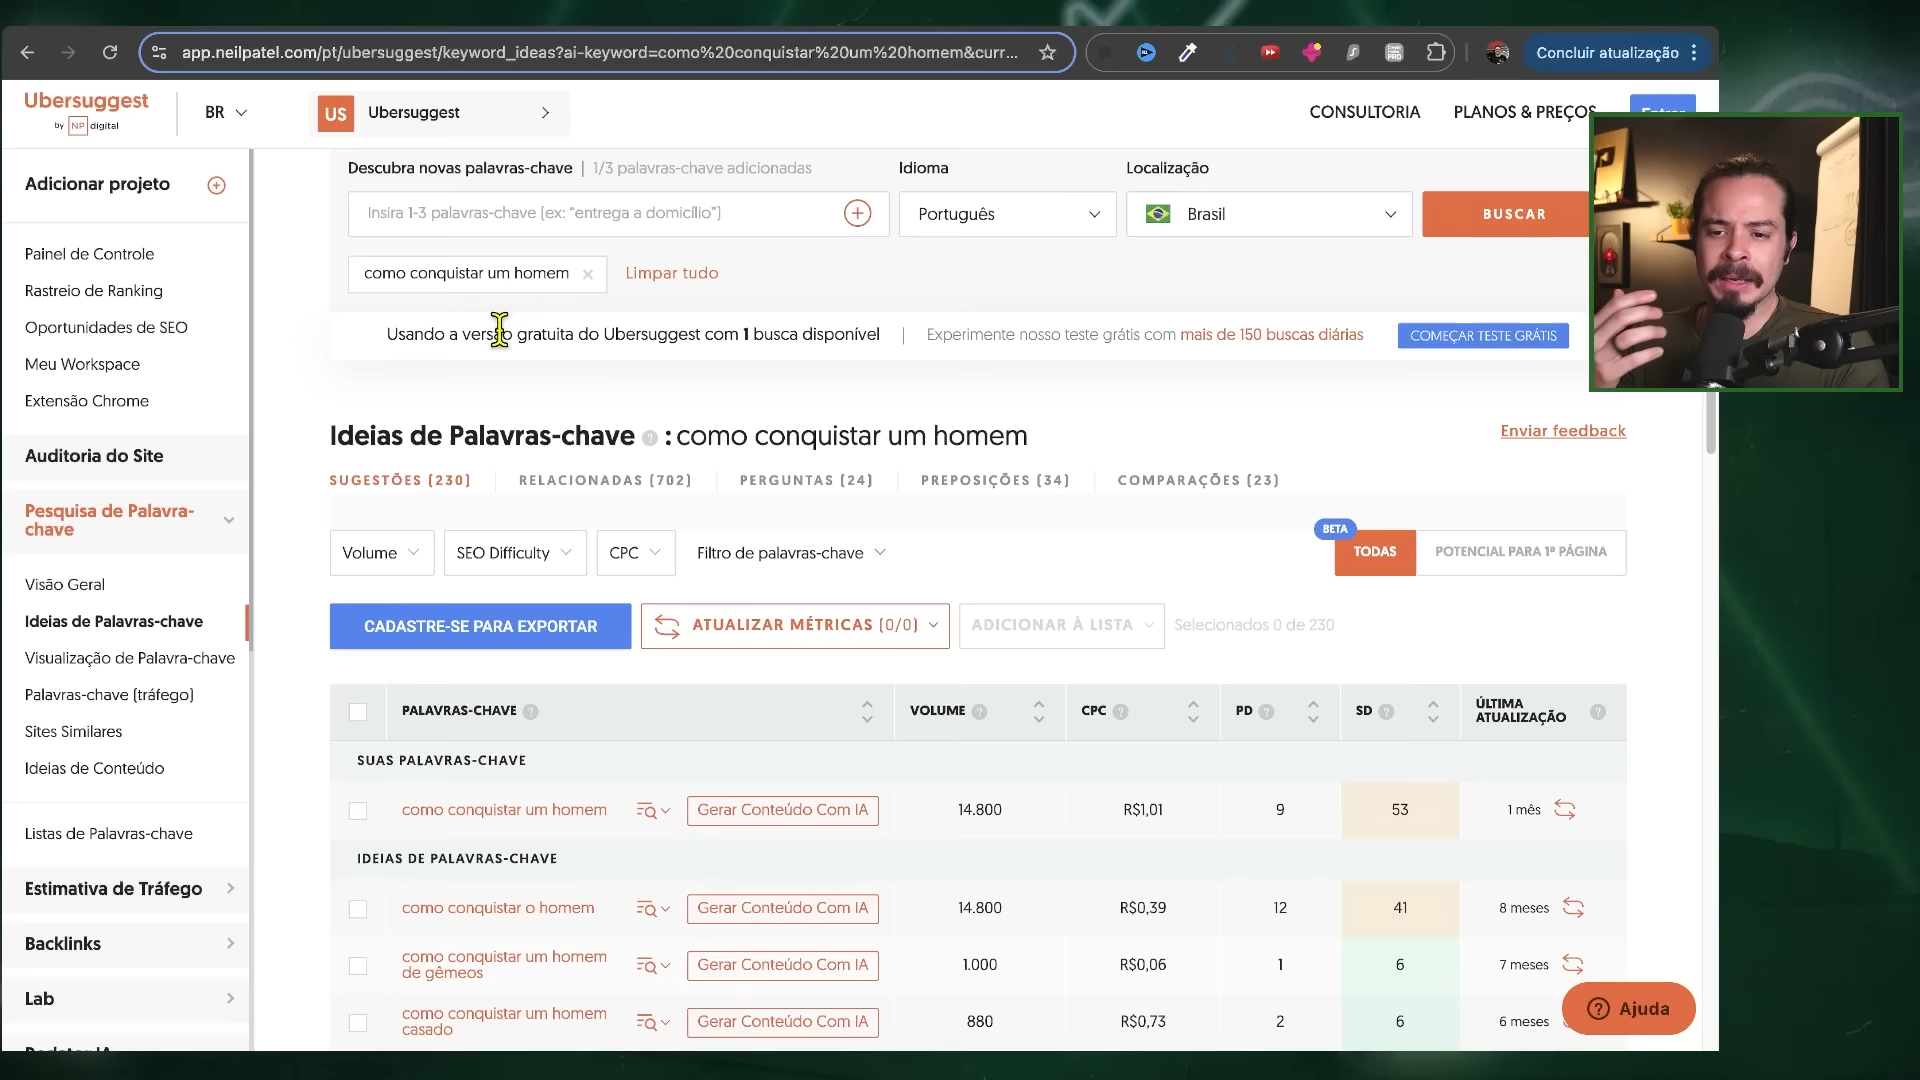 app.neilpatel.com/pt/ubersuggest/keyword_ideas?ai-keyword=como%20conquistar%20um%20homem&curr...
Concluir atualização
Ubersuggest
by NP digital
BR
US Ubersuggest
CONSULTORIA
PLANOS & PREÇOS
Adicionar projeto
Painel de Controle
Rastreio de Ranking
Oportunidades de SEO
Meu Workspace
Extensão Chrome
Auditoria do Site
Pesquisa de Palavra-
chave
Visão Geral
Ideias de Palavras-chave
Visualização de Palavra-chave
Palavras-chave (tráfego)
Sites Similares
Ideias de Conteúdo
Listas de Palavras-chave
Estimativa de Tráfego
Backlinks
Lab
Descubra novas palavras-chave | 1/3 palavras-chave adicionadas
Idioma
Localização
Insira 1-3 palavras-chave (ex: “entrega a domicílio”)
Português
Brasil
BUSCAR
como conquistar um homem
Limpar tudo
Usando a versão gratuita do Ubersuggest com 1 busca disponível | Experimente nosso teste grátis com mais de 150 buscas diárias
COMEÇAR TESTE GRÁTIS
Ideias de Palavras-chave ? : como conquistar um homem
Enviar feedback
SUGESTÕES (230)
RELACIONADAS (702)
PERGUNTAS (24)
PREPOSIÇÕES (34)
COMPARAÇÕES (23)
Volume
SEO Difficulty
CPC
Filtro de palavras-chave
BETA
TODAS
POTENCIAL PARA 1ª PÁGINA
CADASTRE-SE PARA EXPORTAR
ATUALIZAR MÉTRICAS (0/0)
ADICIONAR À LISTA
Selecionados 0 de 230
PALAVRAS-CHAVE ? VOLUME ? CPC ? PD ? SD ? ÚLTIMA
ATUALIZAÇÃO ?
SUAS PALAVRAS-CHAVE
como conquistar um homem Gerar Conteúdo Com IA 14.800 R$1,01 9 53 1 mês
IDEIAS DE PALAVRAS-CHAVE
como conquistar o homem Gerar Conteúdo Com IA 14.800 R$0,39 12 41 8 meses
como conquistar um homem
de gêmeos Gerar Conteúdo Com IA 1.000 R$0,06 1 6 7 meses
como conquistar um homem
casado Gerar Conteúdo Com IA 880 R$0,73 2 6 6 meses
? Ajuda